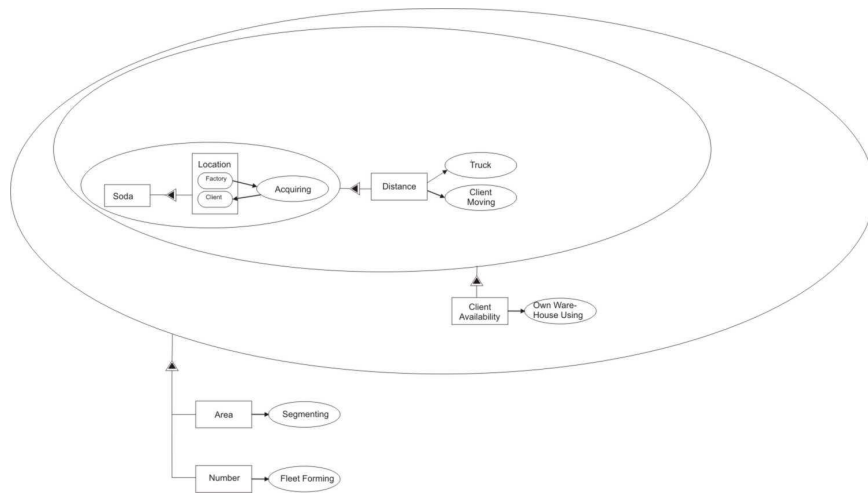 Location
Factory
Client
Soda
Acquiring
Distance
Truck
Client
Moving
Client
Availability
Own Ware-
House Using
Area
Segmenting
Number
Fleet Forming